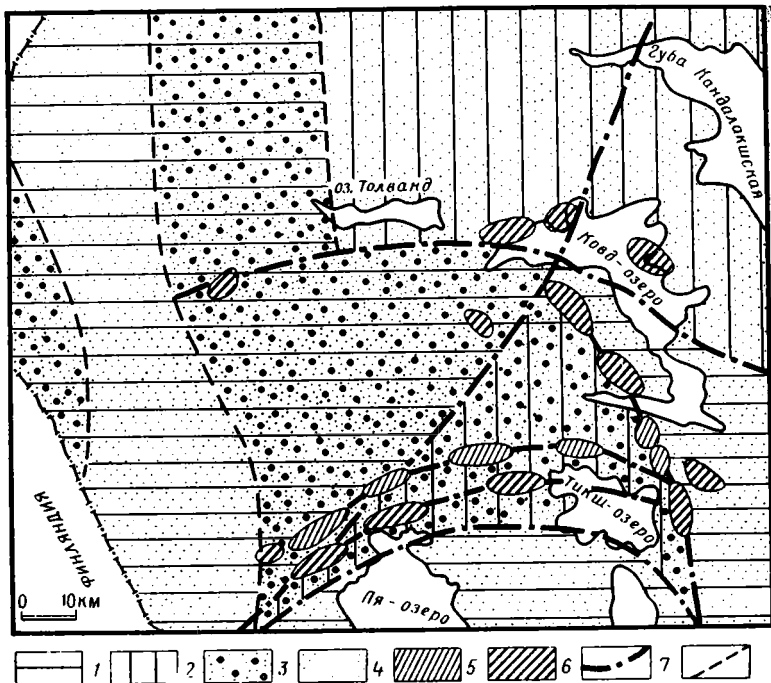 Губа Кандалакшская
оз. Толванд
Ковд-озеро
Тикш-озеро
ФИНЛЯНДИЯ
0 10км
Пя-озеро
1 2 3 4 5 6 7